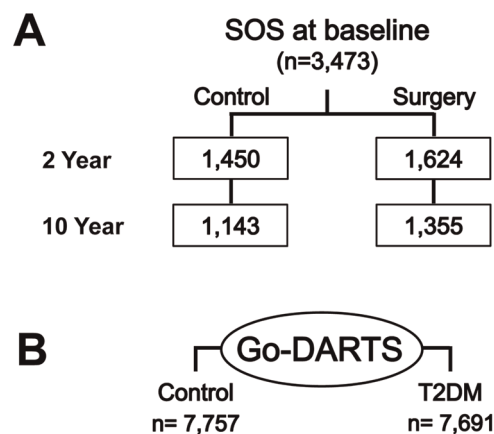 A
SOS at baseline
(n=3,473)
Control Surgery
2 Year 1,450 1,624
10 Year 1,143 1,355
B
Go-DARTS
Control T2DM
n= 7,757 n= 7,691